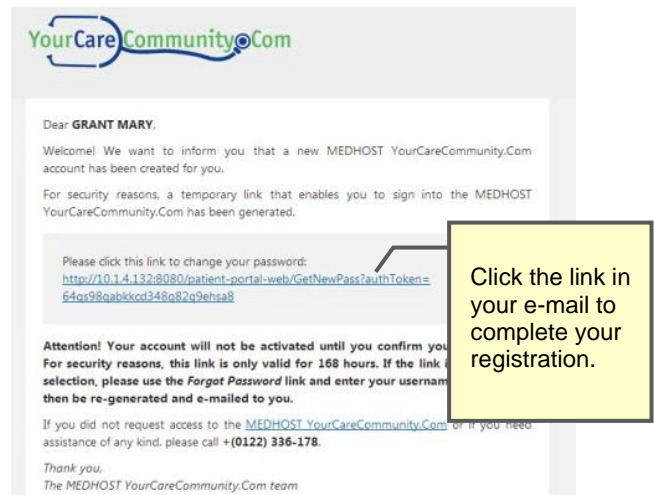 YourCareCommunity.Com
Dear GRANT MARY,
Welcome! We want to inform you that a new MEDHOST YourCareCommunity.Com
account has been created for you.
For security reasons, a temporary link that enables you to sign into the MEDHOST
YourCareCommunity.Com has been generated.
Please click this link to change your password:
http://10.1.4.132:8080/patient-portal-web/GetNewPass?authToken=
64qs98qabkkcd348q82q9ehsa8
Click the link in
your e-mail to
complete your
registration.
Attention! Your account will not be activated until you confirm
For security reasons, this link is only valid for 168 hours. If the link
selection, please use the Forgot Password link and enter your
then be re-generated and e-mailed to you.
If you did not request access to the MEDHOST YourCareCommunity.Com or if you need
assistance of any kind, please call +(0122) 336-178.
Thank you,
The MEDHOST YourCareCommunity.Com team